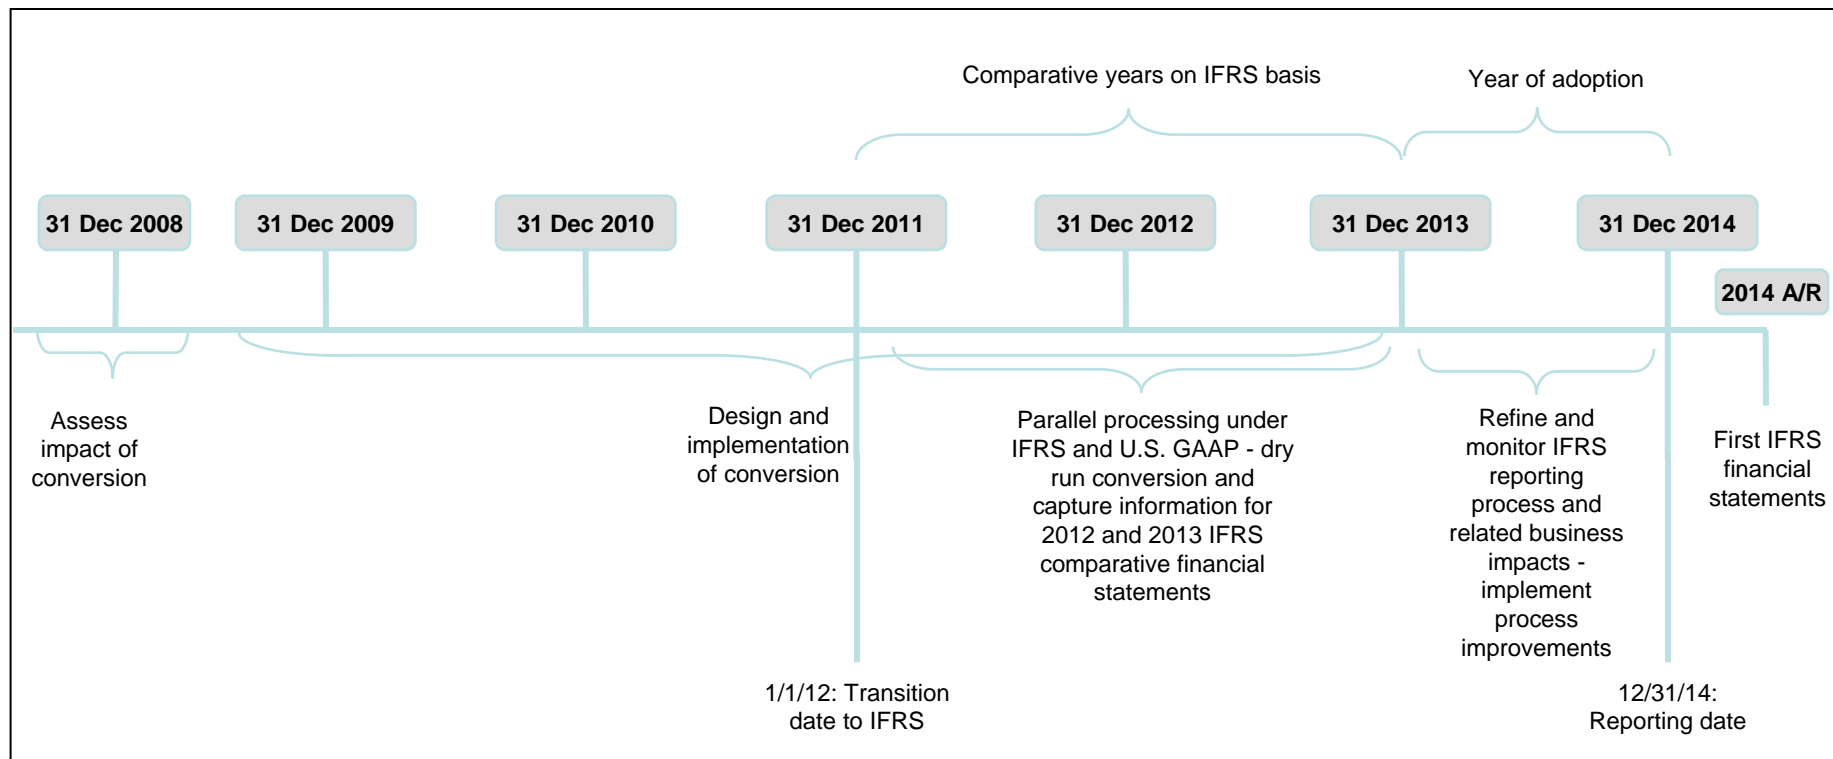 Comparative years on IFRS basis
Year of adoption
31 Dec 2008
31 Dec 2009
31 Dec 2010
31 Dec 2011
31 Dec 2012
31 Dec 2013
31 Dec 2014
2014 A/R
Assess
impact of
conversion
Design and
implementation
of conversion
Parallel processing under
IFRS and U.S. GAAP - dry
run conversion and
capture information for
2012 and 2013 IFRS
comparative financial
statements
Refine and
monitor IFRS
reporting
process and
related business
impacts -
implement
process
improvements
First IFRS
financial
statements
1/1/12: Transition
date to IFRS
12/31/14:
Reporting date